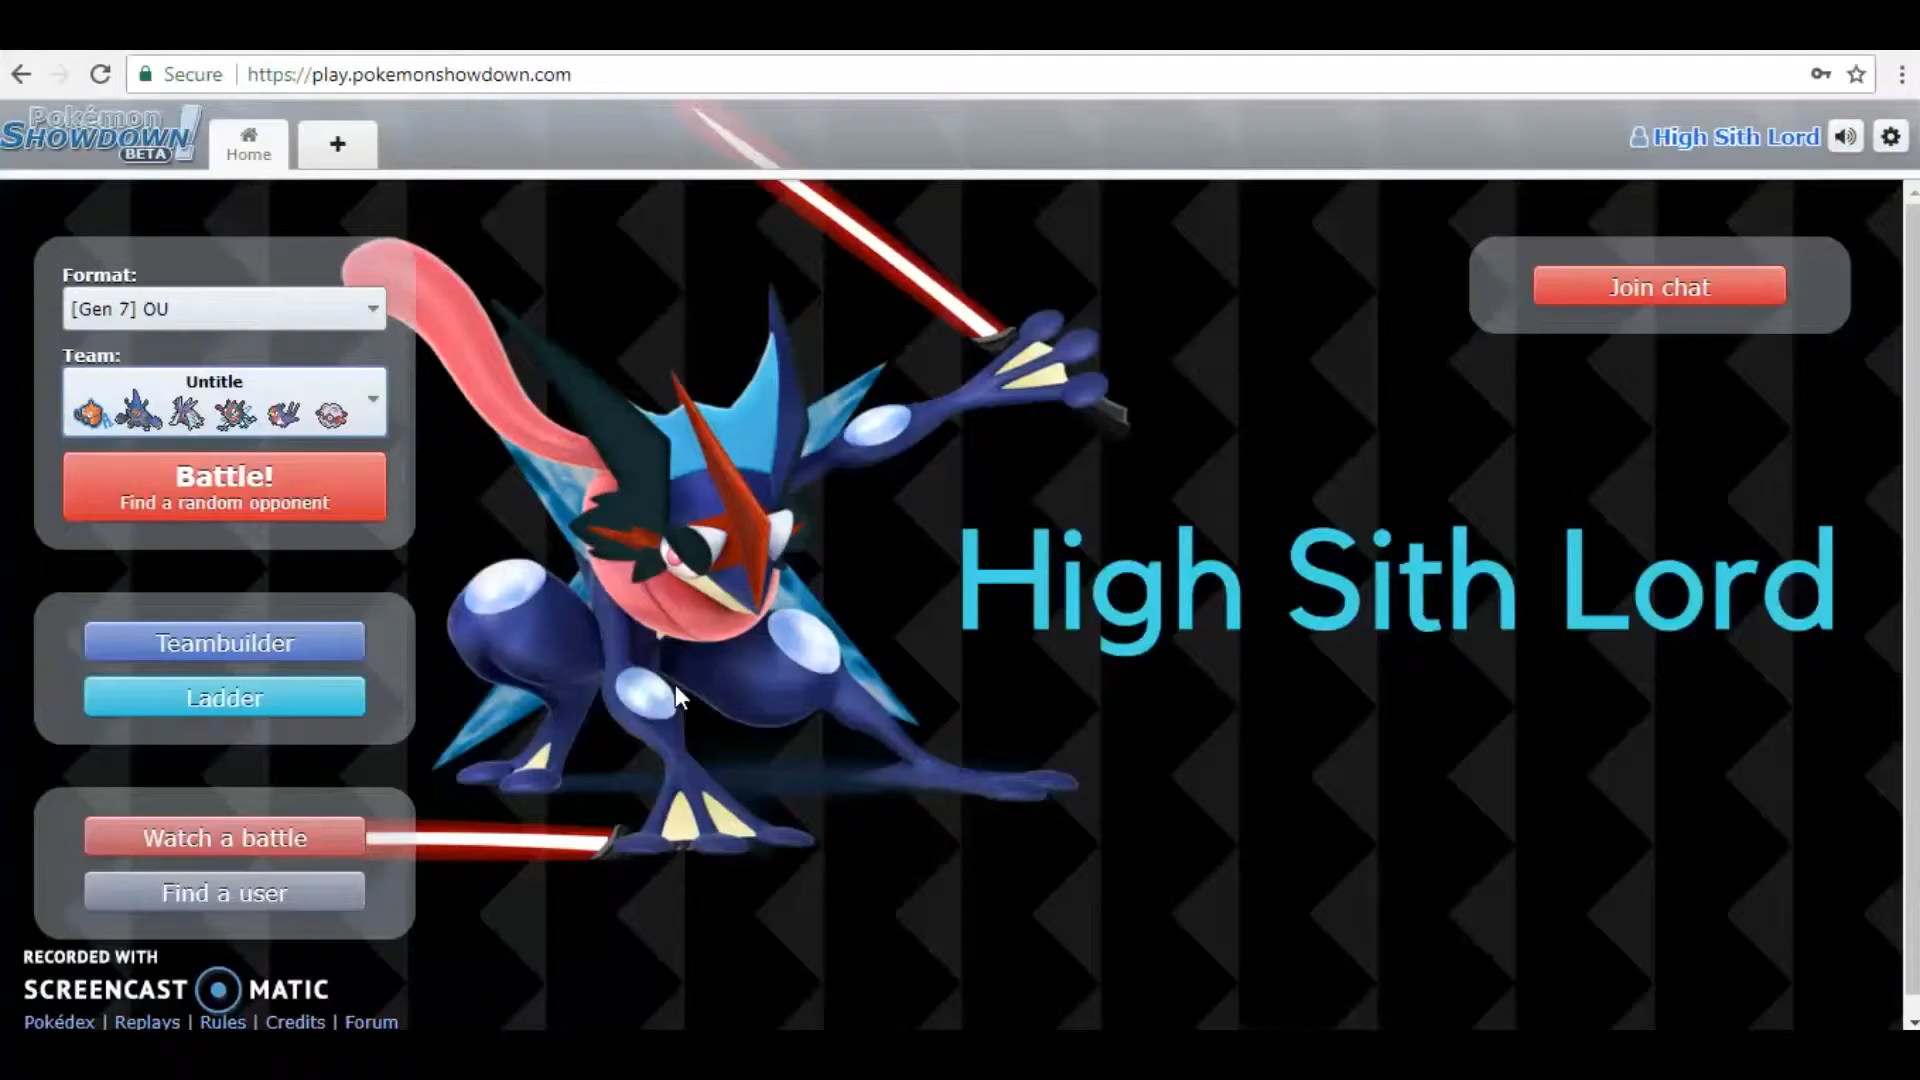 Secure | https://play.pokemonshowdown.com
Pokémon
SHOWDOWN!
BETA
Home
+
High Sith Lord
Format:
[Gen 7] OU
Team:
Untitle
Battle!
Find a random opponent
Join chat
High Sith Lord
Teambuilder
Ladder
Watch a battle
Find a user
RECORDED WITH
SCREENCAST MATIC
Pokédex | Replays | Rules | Credits | Forum